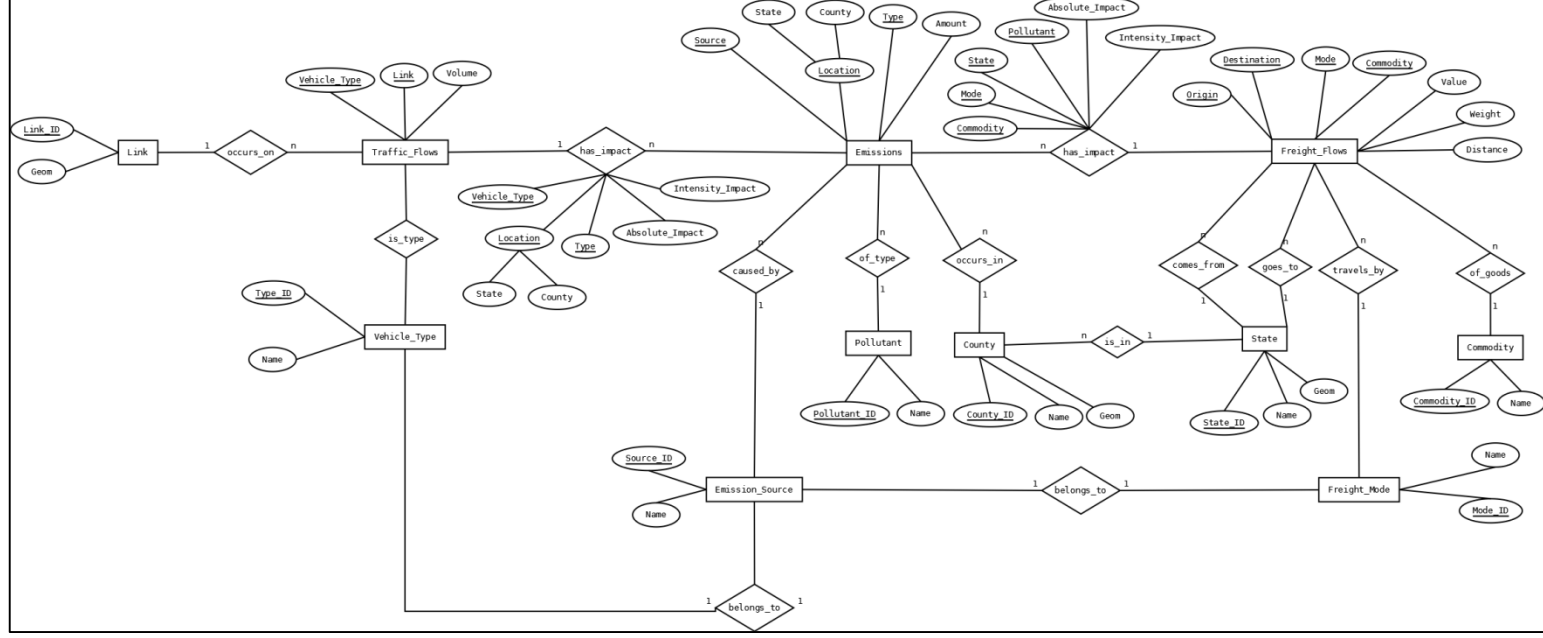 Absolute_Impact
State
County
Type
Amount
Pollutant
Intensity_Impact
Source
Location
State
Destination
Mode
Commodity
Vehicle_Type
Link
Volume
Mode
Origin
Value
Link_ID
Commodity
Weight
Link
1
occurs_on
n
Traffic_Flows
1
has_impact
n
Emissions
n
has_impact
1
Freight_Flows
Distance
Geom
Vehicle_Type
Intensity_Impact
Location
Type
Absolute_Impact
is_type
n
n
n
n
n
n
n
caused_by
of_type
occurs_in
comes_from
goes_to
travels_by
of_goods
State
County
1
1
1
1
1
1
1
Type_ID
Vehicle_Type
Name
Pollutant
County
n
is_in
1
State
Commodity
Pollutant_ID
Name
County_ID
Name
Geom
State_ID
Name
Geom
Commodity_ID
Name
Source_ID
Name
Emission_Source
1
belongs_to
1
Freight_Mode
Name
Mode_ID
1
belongs_to
1